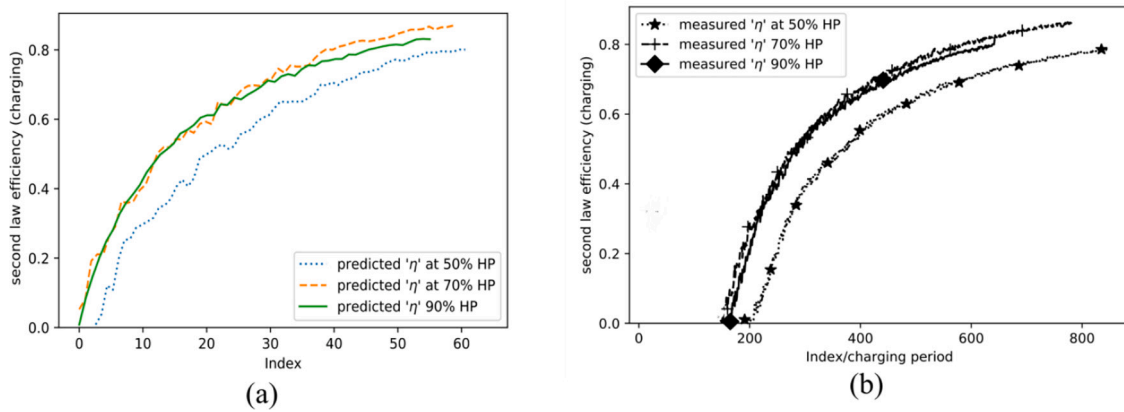 second law efficiency (charging)
0.8
0.6
0.4
0.2
0.0
0 10 20 30 40 50 60
Index
predicted 'η' at 50% HP
predicted 'η' at 70% HP
predicted 'η' 90% HP
(a)
measured 'η' at 50% HP
measured 'η' 70% HP
measured 'η' 90% HP
second law efficiency (charging)
0.8
0.6
0.4
0.2
0.0
0 200 400 600 800
Index/charging period
(b)